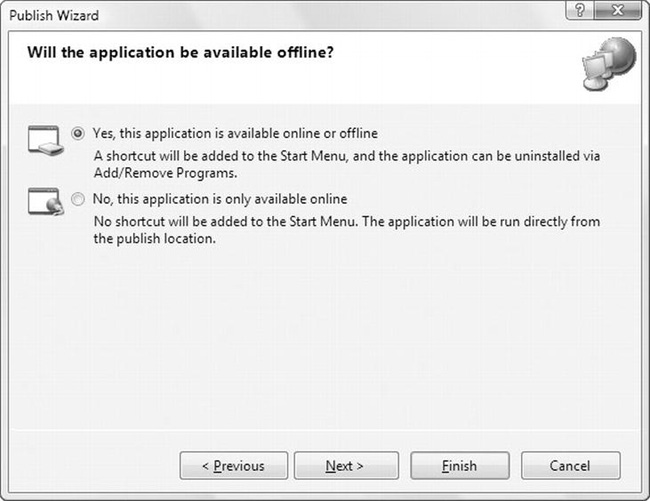 Publish Wizard
?
Will the application be available offline?
Yes, this application is available online or offline
A shortcut will be added to the Start Menu, and the application can be uninstalled via
Add/Remove Programs.
No, this application is only available online
No shortcut will be added to the Start Menu. The application will be run directly from
the publish location.
< Previous
Next >
Finish
Cancel